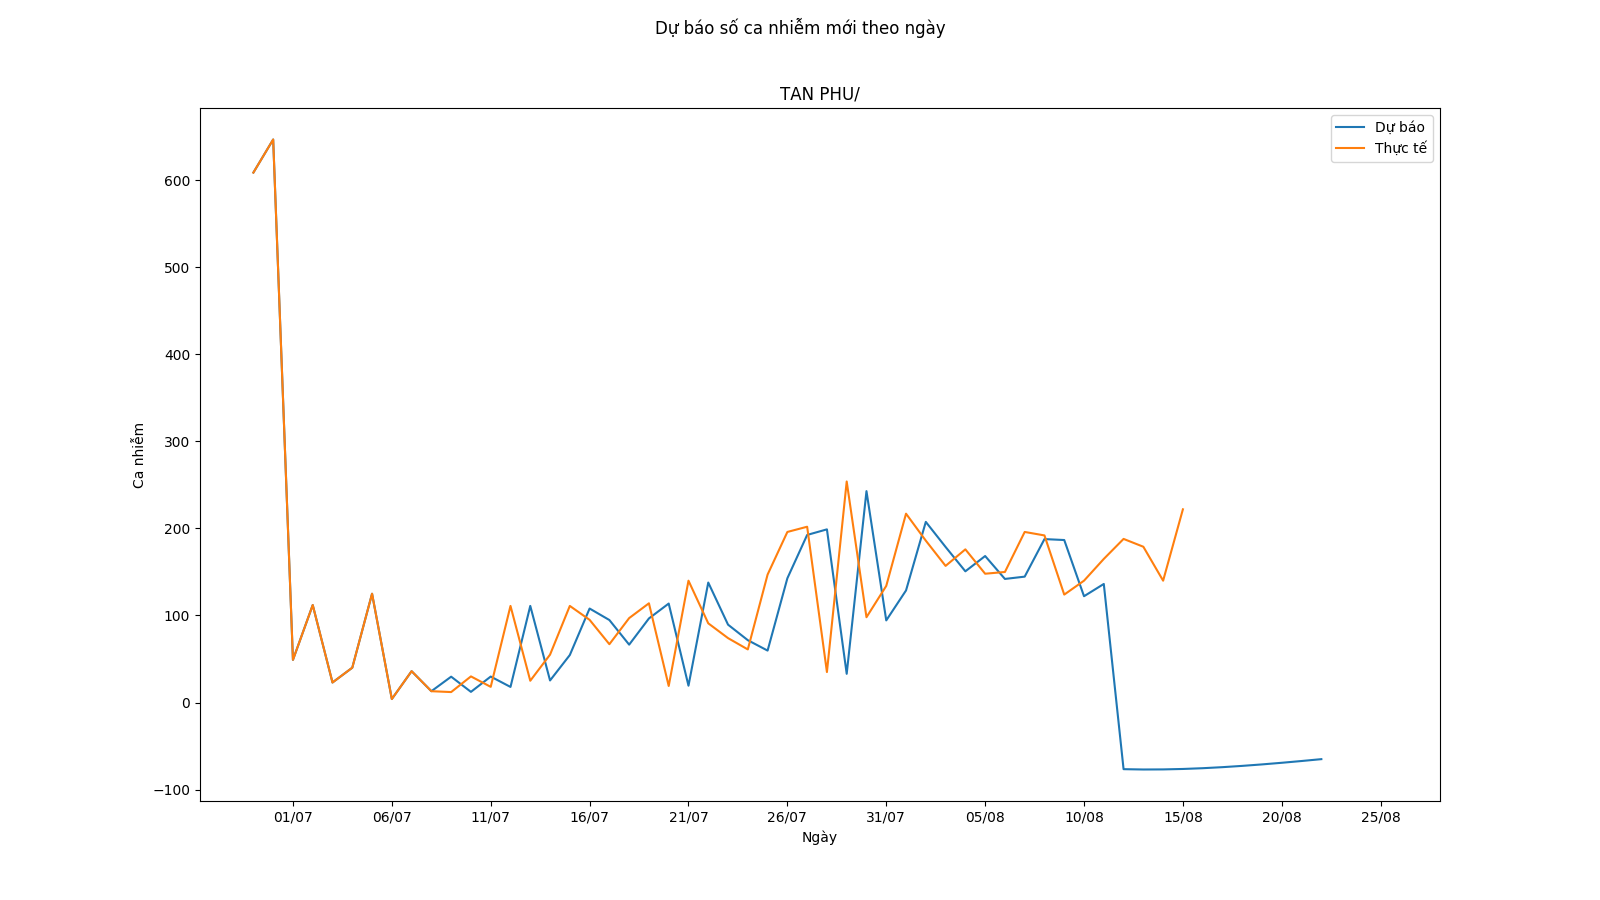 Dự báo số ca nhiễm mới theo ngày
TAN PHU/
Dự báo
Thực tế
600
500
400
300
200
100
0
−100
Ca nhiễm
01/07 06/07 11/07 16/07 21/07 26/07 31/07 05/08 10/08 15/08 20/08 25/08
Ngày